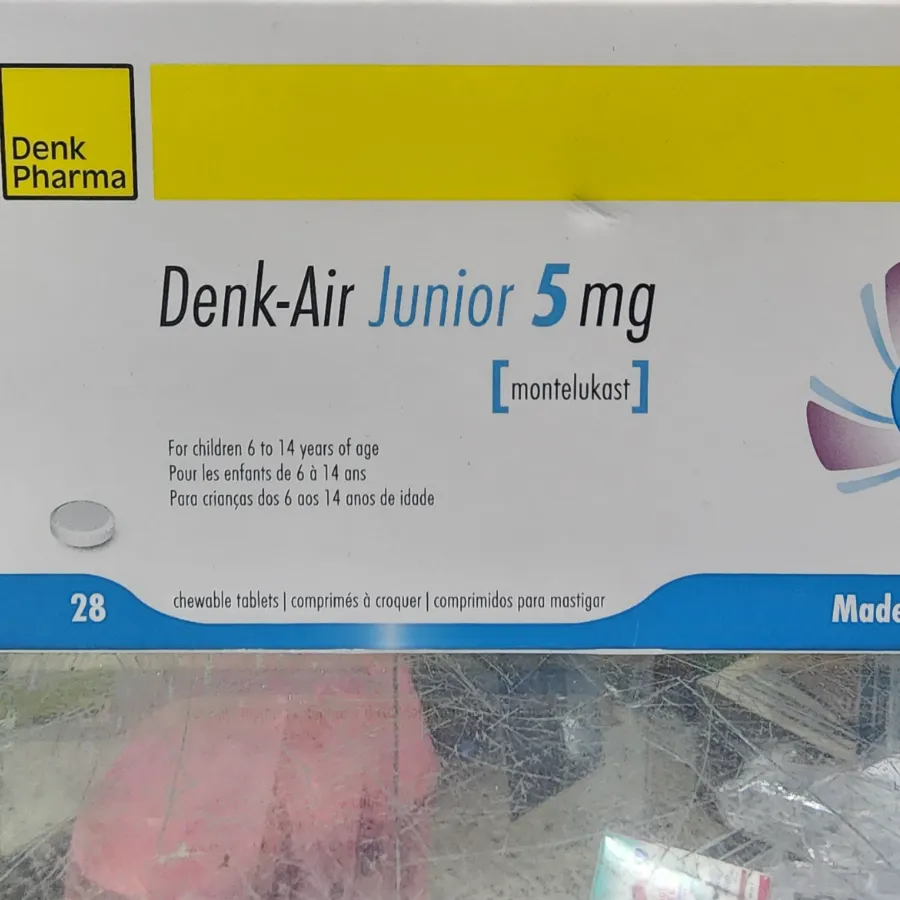 Denk
Pharma
Denk-Air Junior 5 mg
[montelukast]
For children 6 to 14 years of age
Pour les enfants de 6 à 14 ans
Para crianças dos 6 aos 14 anos de idade
28
chewable tablets | comprimés à croquer | comprimidos para mastigar
Made